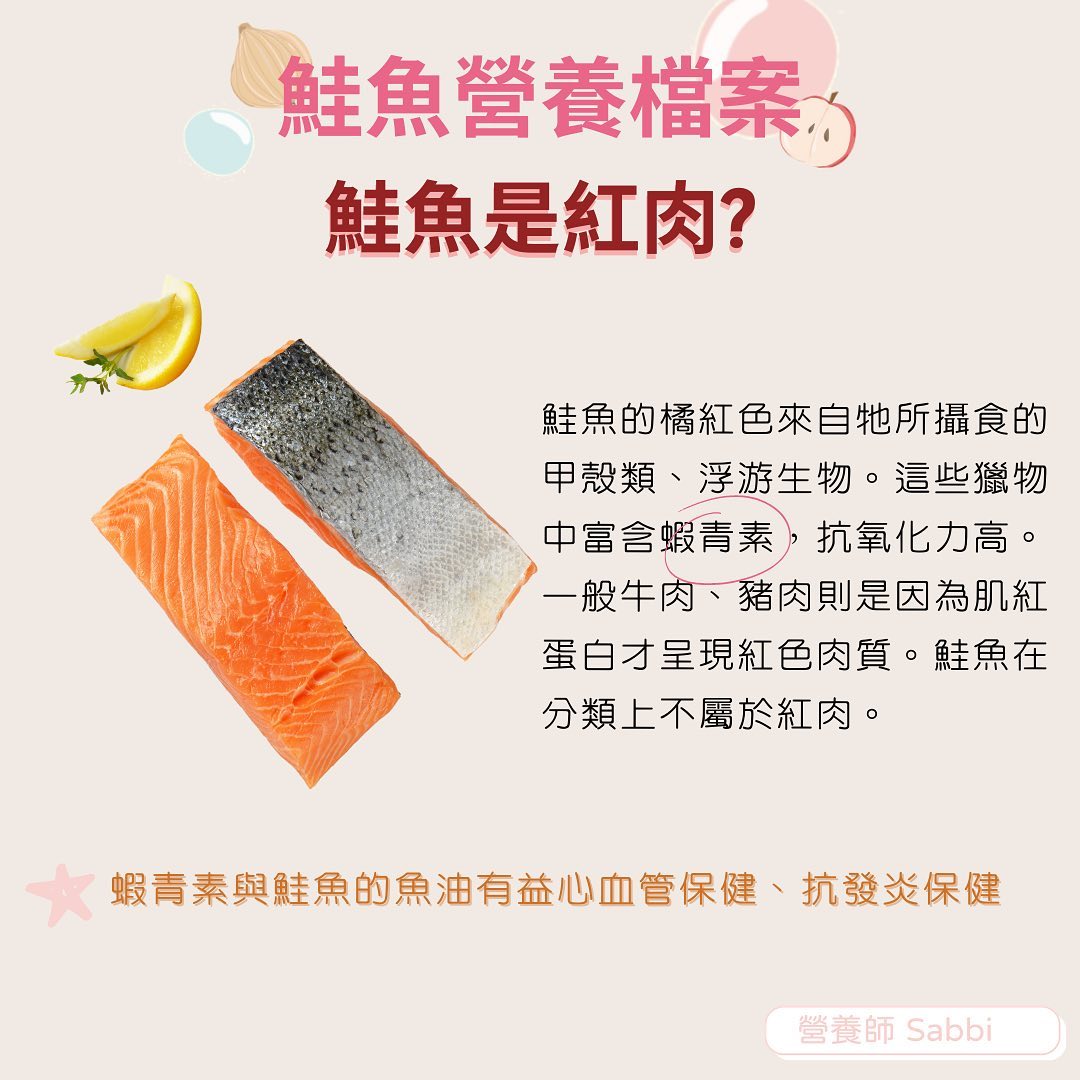 鮭魚營養檔案
鮭魚是紅肉?
鮭魚的橘紅色來自牠所攝食的
甲殼類、浮游生物。這些獵物
中富含蝦青素，抗氧化力高。
一般牛肉、豬肉則是因為肌紅
蛋白才呈現紅色肉質。鮭魚在
分類上不屬於紅肉。
蝦青素與鮭魚的魚油有益心血管保健、抗發炎保健
營養師 Sabbi